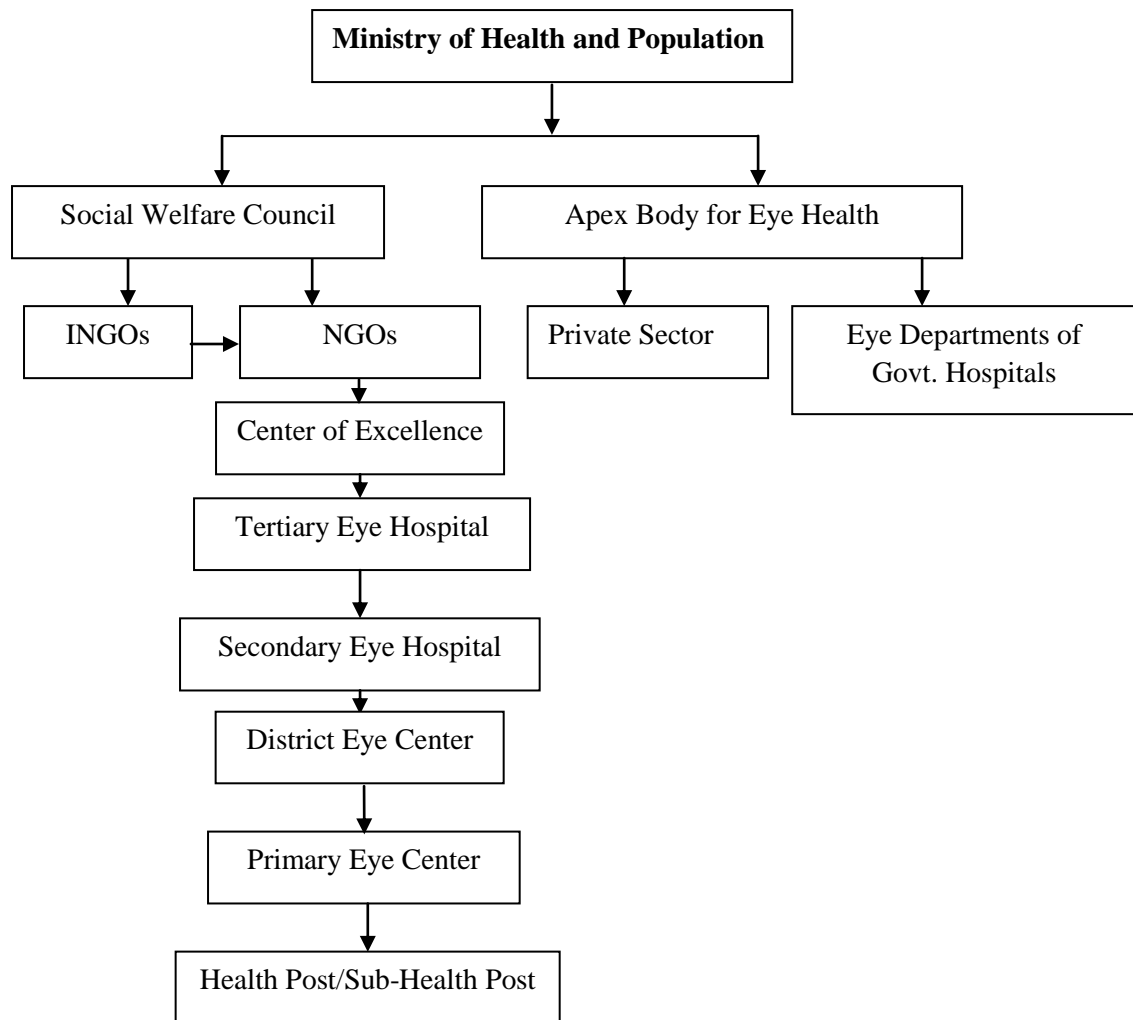 Ministry of Health and Population
Social Welfare Council
Apex Body for Eye Health
INGOs
NGOs
Private Sector
Eye Departments of
Govt. Hospitals
Center of Excellence
Tertiary Eye Hospital
Secondary Eye Hospital
District Eye Center
Primary Eye Center
Health Post/Sub-Health Post